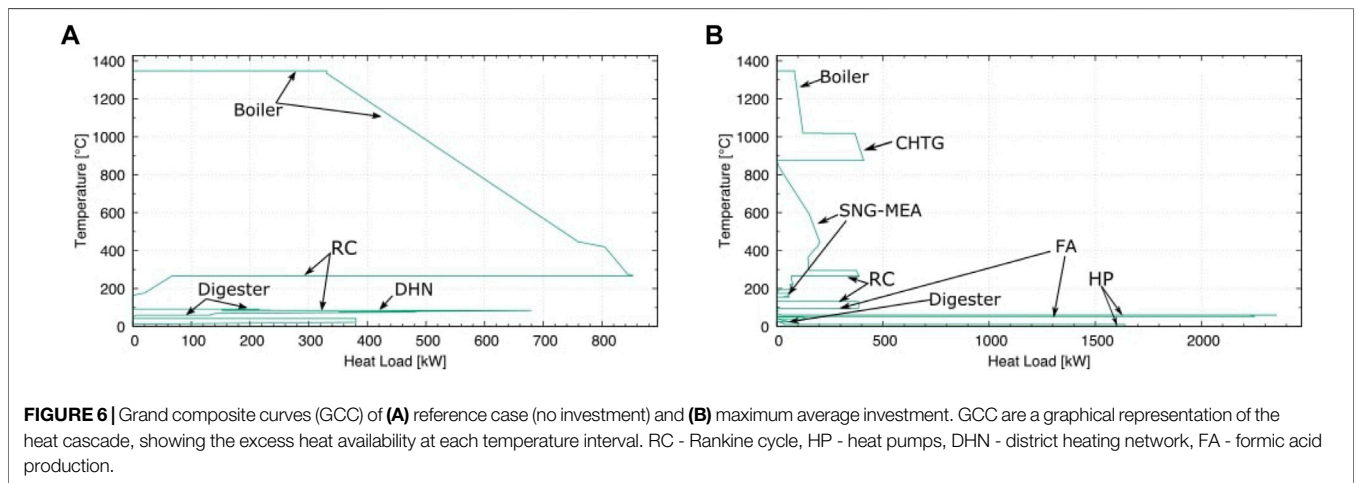 A
1400
1200
1000
800
600
400
200
0
Temperature [°C]
Boiler
RC
Digester
DHN
0 100 200 300 400 500 600 700 800
Heat Load [kW]
B
1400
1200
1000
800
600
400
200
0
Temperature [°C]
Boiler
CHTG
SNG-MEA
FA
RC
HP
Digester
0 500 1000 1500 2000
Heat Load [kW]
FIGURE 6 | Grand composite curves (GCC) of (A) reference case (no investment) and (B) maximum average investment. GCC are a graphical representation of the
heat cascade, showing the excess heat availability at each temperature interval. RC - Rankine cycle, HP - heat pumps, DHN - district heating network, FA - formic acid
production.